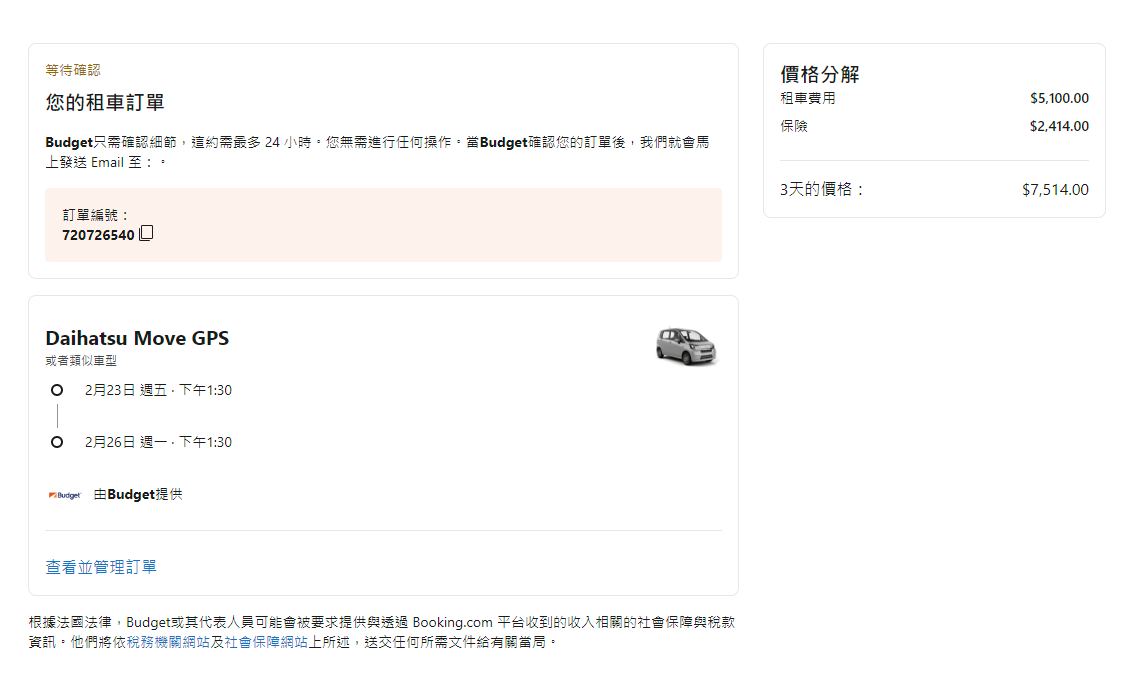 等待確認
您的租車訂單
Budget只需確認細節，這約需最多 24 小時。您無需進行任何操作。當Budget確認您的訂單後，我們就會馬
上發送 Email 至：。
訂單編號：
720726540
Daihatsu Move GPS
或者類似車型
2月23日 週五 · 下午1:30
2月26日 週一 · 下午1:30
Budget 由Budget提供
查看並管理訂單
根據法國法律，Budget或其代表人員可能會被要求提供與透過 Booking.com 平台收到的收入相關的社會保障與稅款
資訊。他們將依稅務機關網站及社會保障網站上所述，送交任何所需文件給有關當局。
價格分解
租車費用 $5,100.00
保險 $2,414.00
3天的價格： $7,514.00